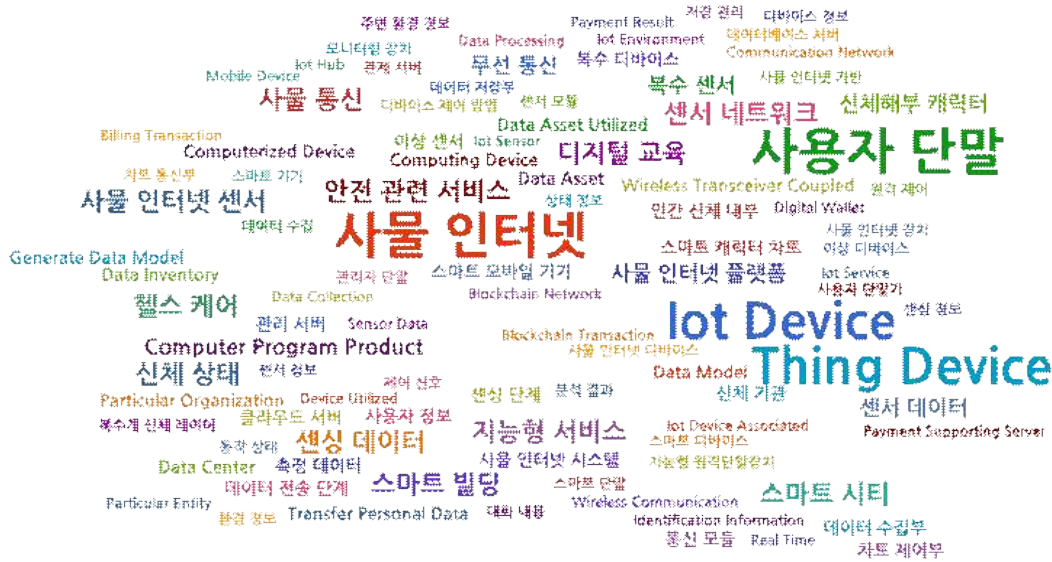 주변 환경 정보
Payment Result
저장 관리
디바이스 정보
모니터링 장치
Data Processing
Iot Environment
데이터베이스 서버
Iot Hub
관제 서버
무선 통신
복수 디바이스
Communication Network
Mobile Device
데이터 저장부
복수 센서
사물 인터넷 기반
사물 통신
디바이스 제어 방법
센서 모듈
센서 네트워크
신체해부 캐릭터
Billing Transaction
이상 센서
Iot Sensor
Data Asset Utilized
사용자 단말
Computerized Device
Computing Device
디지털 교육
차트 통신부
스마트 기기
안전 관련 서비스
Data Asset
Wireless Transceiver Coupled
원격 제어
사물 인터넷 센서
상태 정보
인간 신체 내부
Digital Wallet
데이터 수집
사물 인터넷
사물 인터넷 장치
스마트 캐릭터 차트
이상 디바이스
Generate Data Model
Data Inventory
관리자 단말
스마트 모바일 기기
사물 인터넷 플랫폼
Iot Service
사용자 단말기
헬스 케어
Data Collection
Blockchain Network
Iot Device
센싱 정보
관리 서버
Sensor Data
Blockchain Transaction
Computer Program Product
사물 인터넷 디바이스
Thing Device
신체 상태
센서 정보
Data Model
제어 신호
센싱 단계
분석 결과
신체 기관
Particular Organization
Device Utilized
센서 데이터
복수개 신체 레이어
클라우드 서버
사용자 정보
지능형 서비스
Iot Device Associated
Payment Supporting Server
동작 상태
센싱 데이터
스마트 디바이스
Data Center
측정 데이터
사물 인터넷 시스템
지능형 원격단말장치
데이터 전송 단계
스마트 빌딩
스마트 단말
스마트 시티
Particular Entity
Wireless Communication
환경 정보
Transfer Personal Data
대화 내용
Identification Information
데이터 수집부
통신 모듈
Real Time
차트 제어부